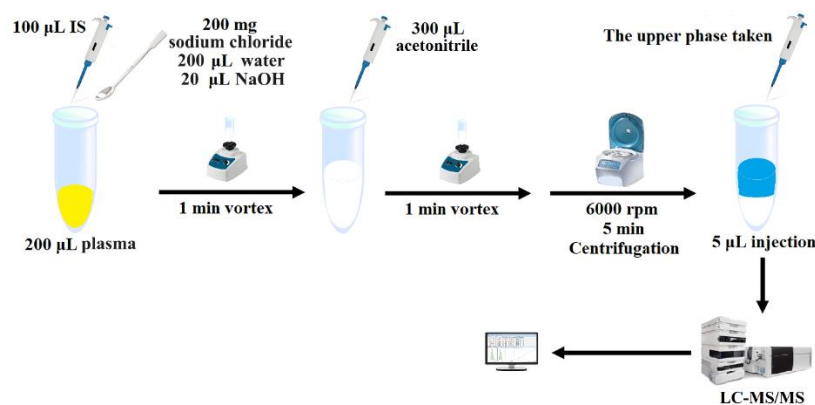 100 µL IS
200 mg
sodium chloride
200 µL water
20 µL NaOH
300 µL
acetonitrile
The upper phase taken
1 min vortex
1 min vortex
6000 rpm
5 min
Centrifugation
200 µL plasma
5 µL injection
LC-MS/MS